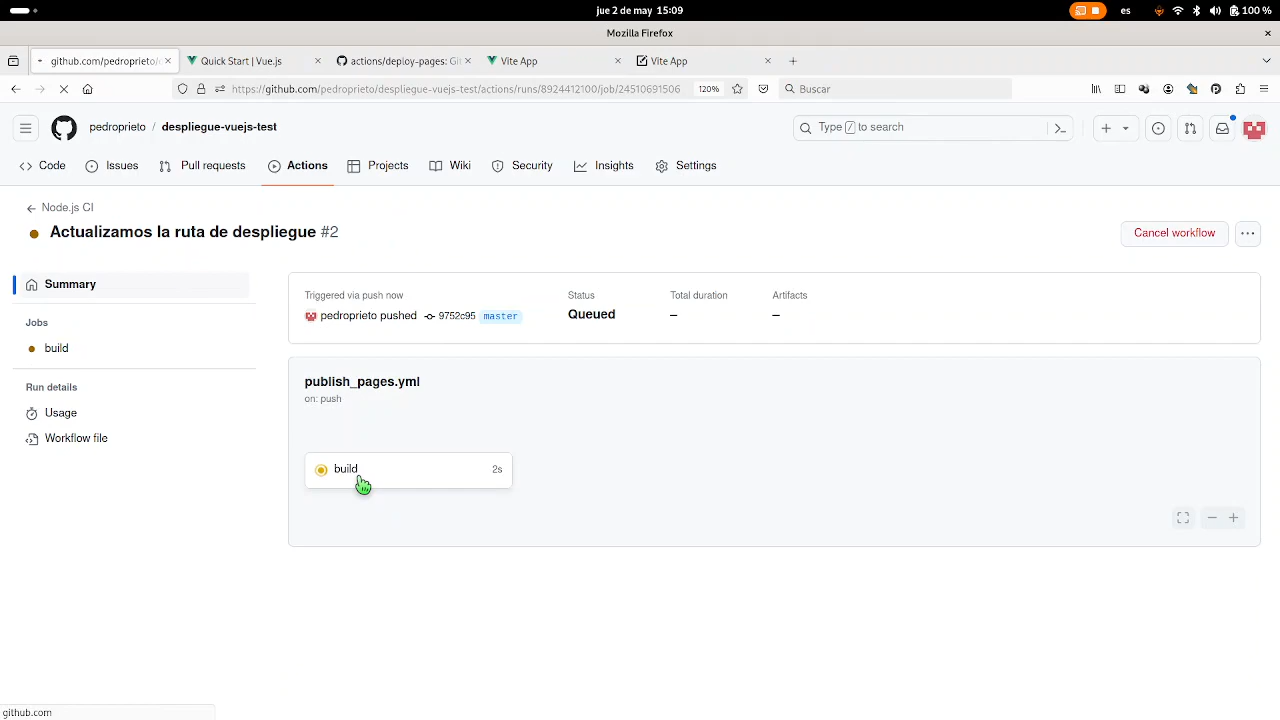 jue 2 de may 15:09
es
100 %
Mozilla Firefox
github.com/pedroprieto/
Quick Start | Vue.js
actions/deploy-pages: Git
Vite App
Vite App
https://github.com/pedroprieto/despliegue-vuejs-test/actions/runs/8924412100/job/24510691506
120%
Buscar
pedroprieto / despliegue-vuejs-test
Type / to search
Code
Issues
Pull requests
Actions
Projects
Wiki
Security
Insights
Settings
Node.js CI
Actualizamos la ruta de despliegue #2
Cancel workflow
Summary
Jobs
build
Run details
Usage
Workflow file
Triggered via push now
pedroprieto pushed 9752c95 master
Status
Queued
Total duration
–
Artifacts
–
publish_pages.yml
on: push
build
2s
github.com